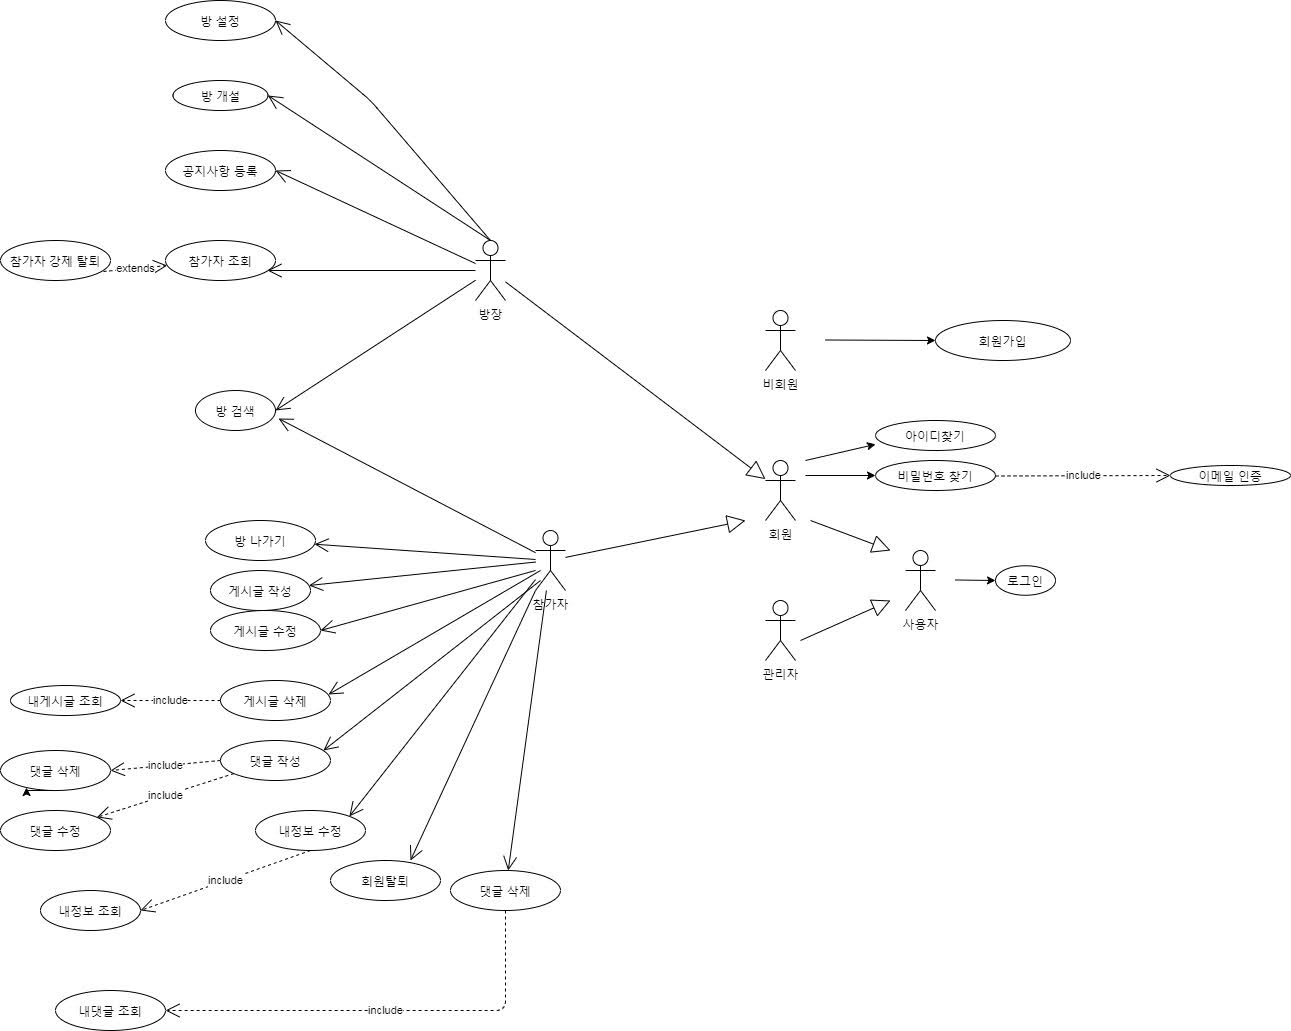 방 설정
방 개설
공지사항 등록
참가자 강제 탈퇴
extends
참가자 조회
방장
방 검색
비회원
회원가입
아이디찾기
비밀번호 찾기
include
이메일 인증
회원
방 나가기
게시글 작성
게시글 수정
참가자
로그인
사용자
관리자
내게시글 조회
include
게시글 삭제
댓글 삭제
include
댓글 작성
include
댓글 수정
내정보 수정
include
회원탈퇴
댓글 삭제
내정보 조회
내댓글 조회
include